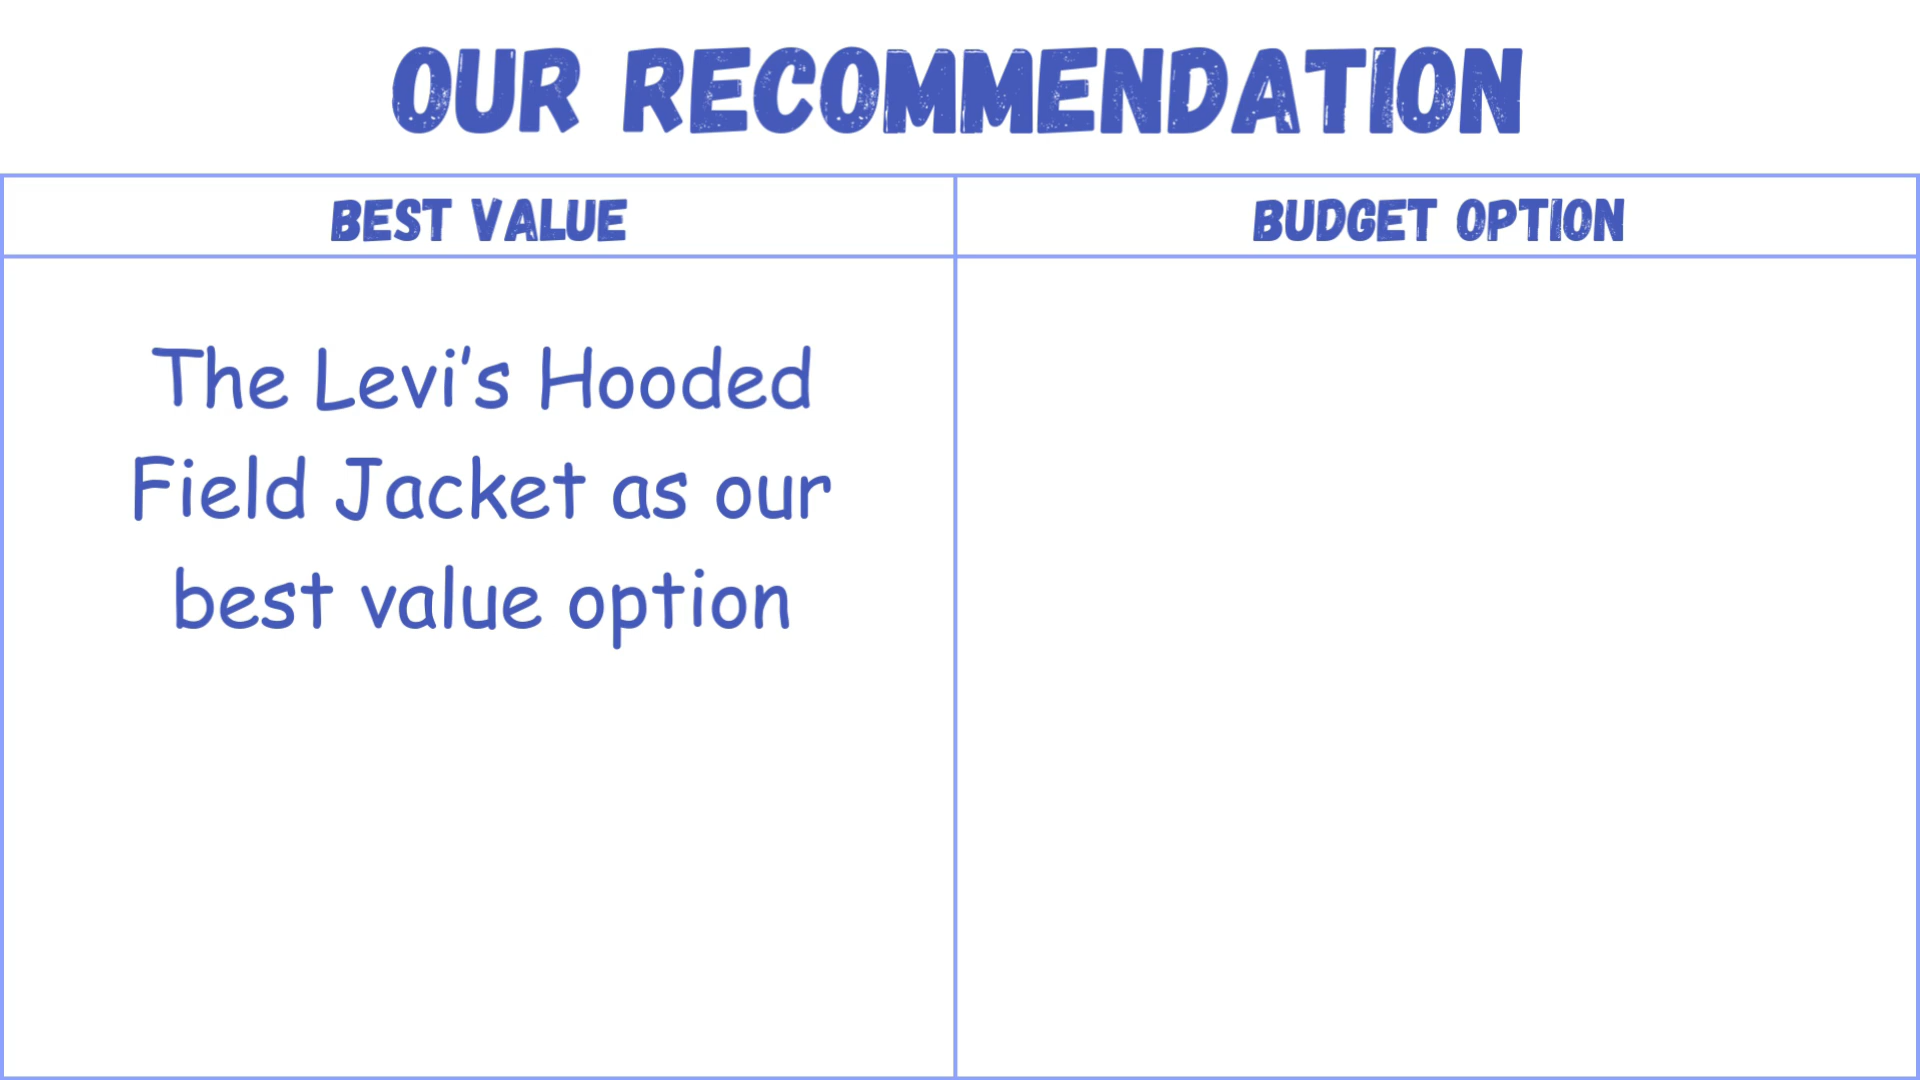 OUR RECOMMENDATION
BEST VALUE
BUDGET OPTION
The Levi’s Hooded
Field Jacket as our
best value option